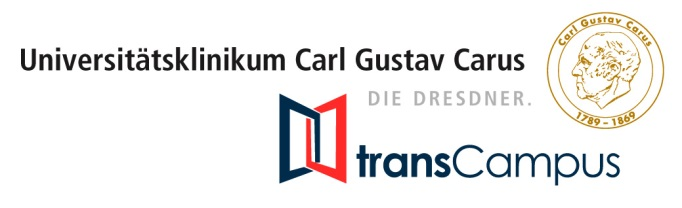 Universitätsklinikum Carl Gustav Carus
DIE DRESDNER.
Carl Gustav Carus
1789 – 1869
transCampus